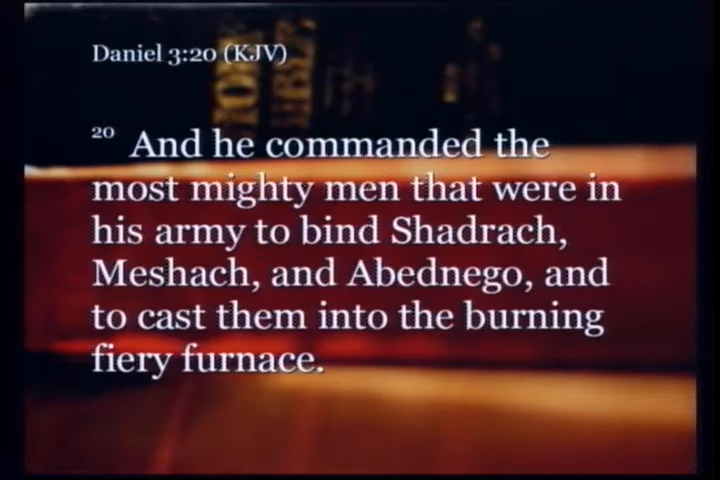 Daniel 3:20 (KJV)
20 And he commanded the
most mighty men that were in
his army to bind Shadrach,
Meshach, and Abednego, and
to cast them into the burning
fiery furnace.